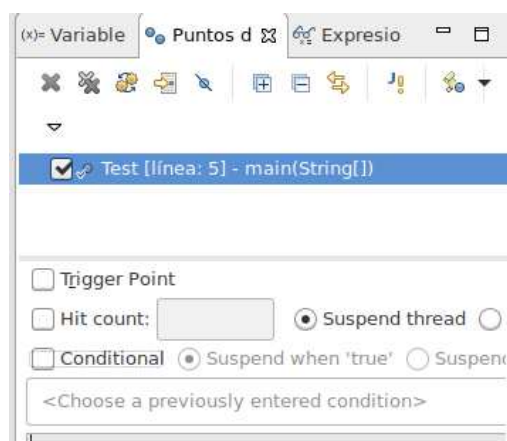 (x)= Variable Puntos d Expresio
Test [línea: 5] - main(String[])
Trigger Point
Hit count: Suspend thread
Conditional Suspend when 'true' Suspend
<Choose a previously entered condition>